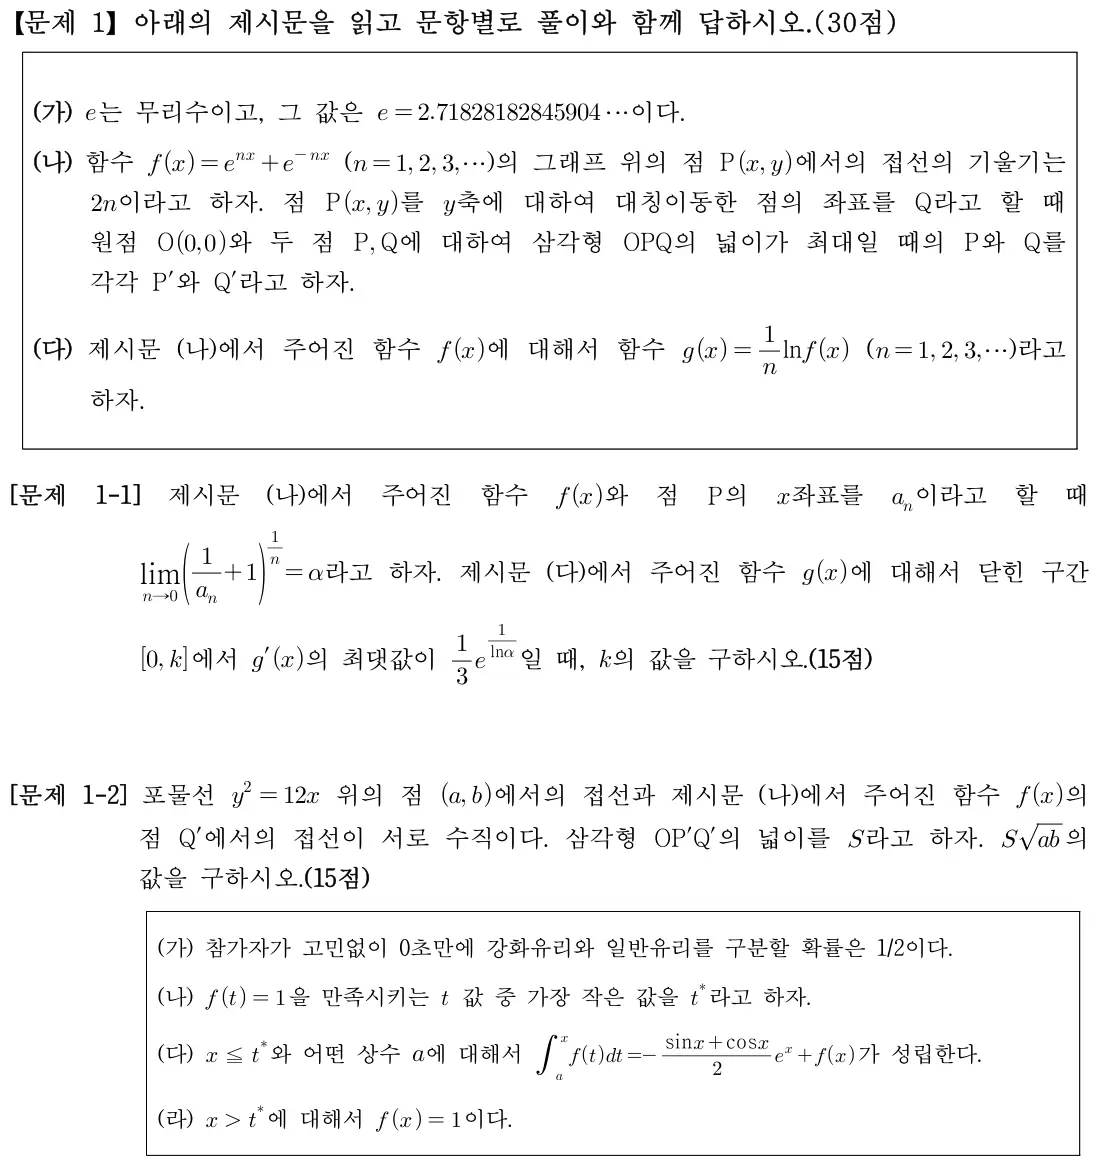 【문제 1】 아래의 제시문을 읽고 문항별로 풀이와 함께 답하시오.(30점)
(가) e는 무리수이고, 그 값은 e=2.71828182845904⋯이다.
(나) 함수 f(x)=e^{nx}+e^{-nx} (n=1, 2, 3,⋯)의 그래프 위의 점 P(x, y)에서의 접선의 기울기는
2n이라고 하자. 점 P(x, y)를 y축에 대하여 대칭이동한 점의 좌표를 Q라고 할 때
원점 O(0,0)와 두 점 P, Q에 대하여 삼각형 OPQ의 넓이가 최대일 때의 P와 Q를
각각 P′와 Q′라고 하자.
(다) 제시문 (나)에서 주어진 함수 f(x)에 대해서 함수 g(x)=\frac{1}{n}lnf(x) (n=1, 2, 3,⋯)라고
하자.
[문제 1-1] 제시문 (나)에서 주어진 함수 f(x)와 점 P의 x좌표를 a_n이라고 할 때
\lim_{n→0}(\frac{1}{a_n}+1)^{\frac{1}{n}}=α라고 하자. 제시문 (다)에서 주어진 함수 g(x)에 대해서 닫힌 구간
[0, k]에서 g′(x)의 최댓값이 \frac{1}{3}e^{\frac{1}{lnα}}일 때, k의 값을 구하시오.(15점)
[문제 1-2] 포물선 y^2=12x 위의 점 (a, b)에서의 접선과 제시문 (나)에서 주어진 함수 f(x)의
점 Q′에서의 접선이 서로 수직이다. 삼각형 OP′Q′의 넓이를 S라고 하자. S√ab의
값을 구하시오.(15점)
(가) 참가자가 고민없이 0초만에 강화유리와 일반유리를 구분할 확률은 1/2이다.
(나) f(t)=1을 만족시키는 t 값 중 가장 작은 값을 t^*라고 하자.
(다) x≦t^*와 어떤 상수 a에 대해서 \int_a^x f(t)dt=-\frac{sinx+cosx}{2}e^x+f(x)가 성립한다.
(라) x>t^*에 대해서 f(x)=1이다.